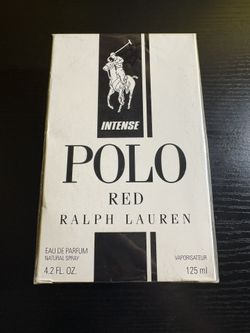 INTENSE
POLO
RED
RALPH LAUREN
EAU DE PARFUM
NATURAL SPRAY
4.2 FL. OZ.
VAPORISATEUR
125 ml